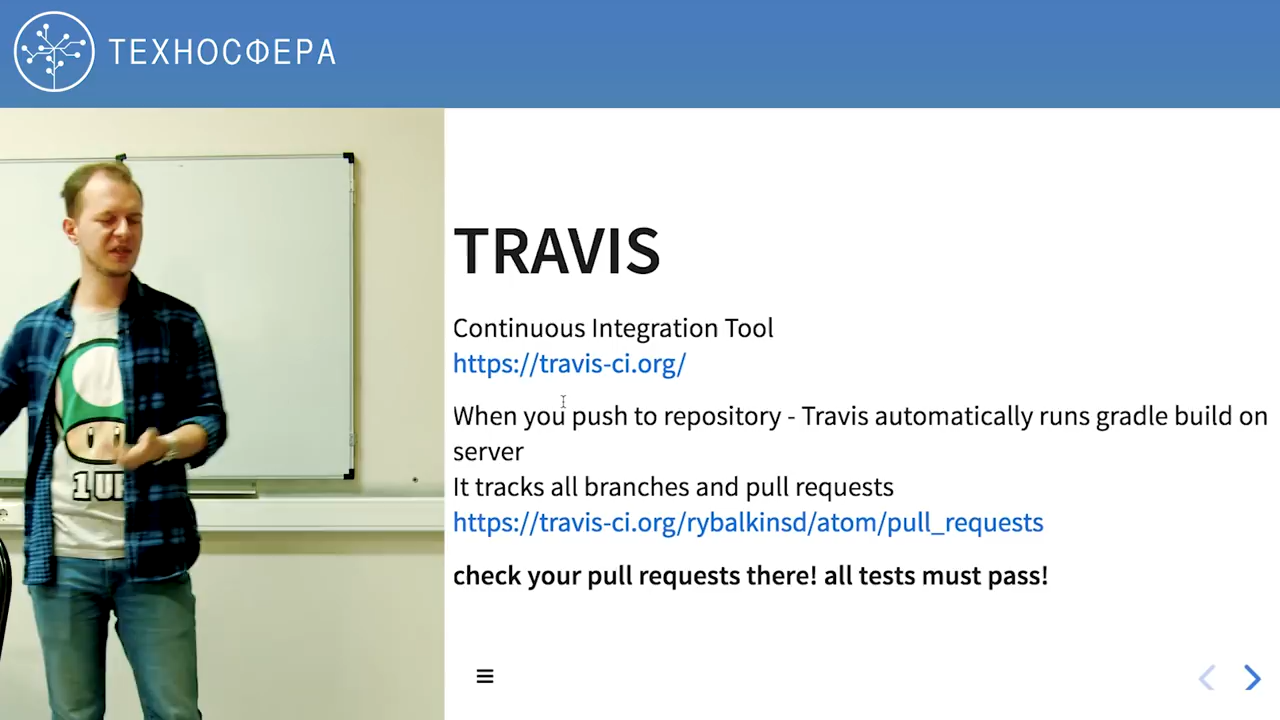 ТЕХНОСФЕРА
TRAVIS
Continuous Integration Tool
https://travis-ci.org/
When you push to repository - Travis automatically runs gradle build on
server
It tracks all branches and pull requests
https://travis-ci.org/rybalkinsd/atom/pull_requests
check your pull requests there! all tests must pass!
1 UP